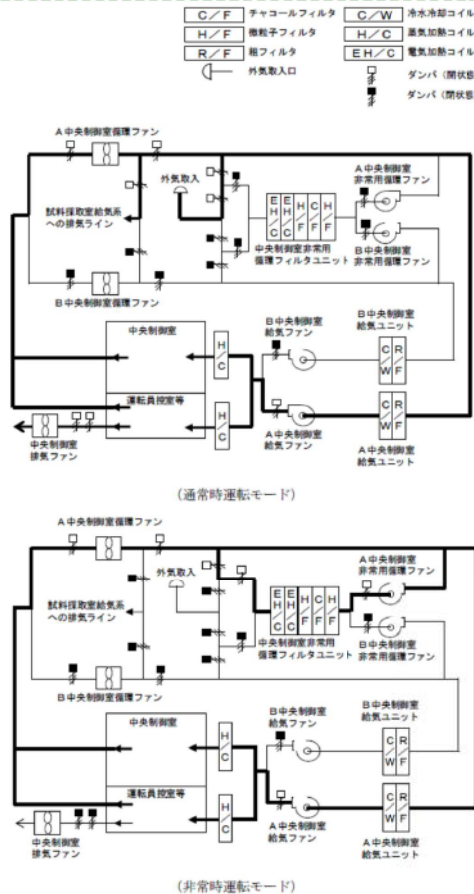 C/F チャコールフィルタ C/W 冷水冷却コイル
H/F 微粒子フィルタ H/C 蒸気加熱コイル
R/F 粗フィルタ EH/C 電気加熱コイル
外気取入口 ダンパ (開状態
ダンパ (閉状態
A中央制御室循環ファン
試料採取室給気系
への排気ライン
外気取入
E
H
/
C
E
H
/
C
H
/
F
C
/
F
H
/
F
中央制御室非常用
循環フィルタユニット
A中央制御室
非常用循環ファン
B中央制御室
非常用循環ファン
B中央制御室循環ファン
中央制御室
運転員控室等
H
/
C
H
/
C
B中央制御室
給気ファン
B中央制御室
給気ユニット
C
/
W
R
/
F
A中央制御室
給気ファン
C
/
W
R
/
F
A中央制御室
給気ユニット
中央制御室
排気ファン
(通常時運転モード)
A中央制御室循環ファン
試料採取室給気系
への排気ライン
外気取入
E
H
/
C
E
H
/
C
H
/
F
C
/
F
H
/
F
中央制御室非常用
循環フィルタユニット
A中央制御室
非常用循環ファン
B中央制御室
非常用循環ファン
B中央制御室循環ファン
中央制御室
運転員控室等
H
/
C
H
/
C
B中央制御室
給気ファン
B中央制御室
給気ユニット
C
/
W
R
/
F
A中央制御室
給気ファン
C
/
W
R
/
F
A中央制御室
給気ユニット
中央制御室
排気ファン
(非常時運転モード)